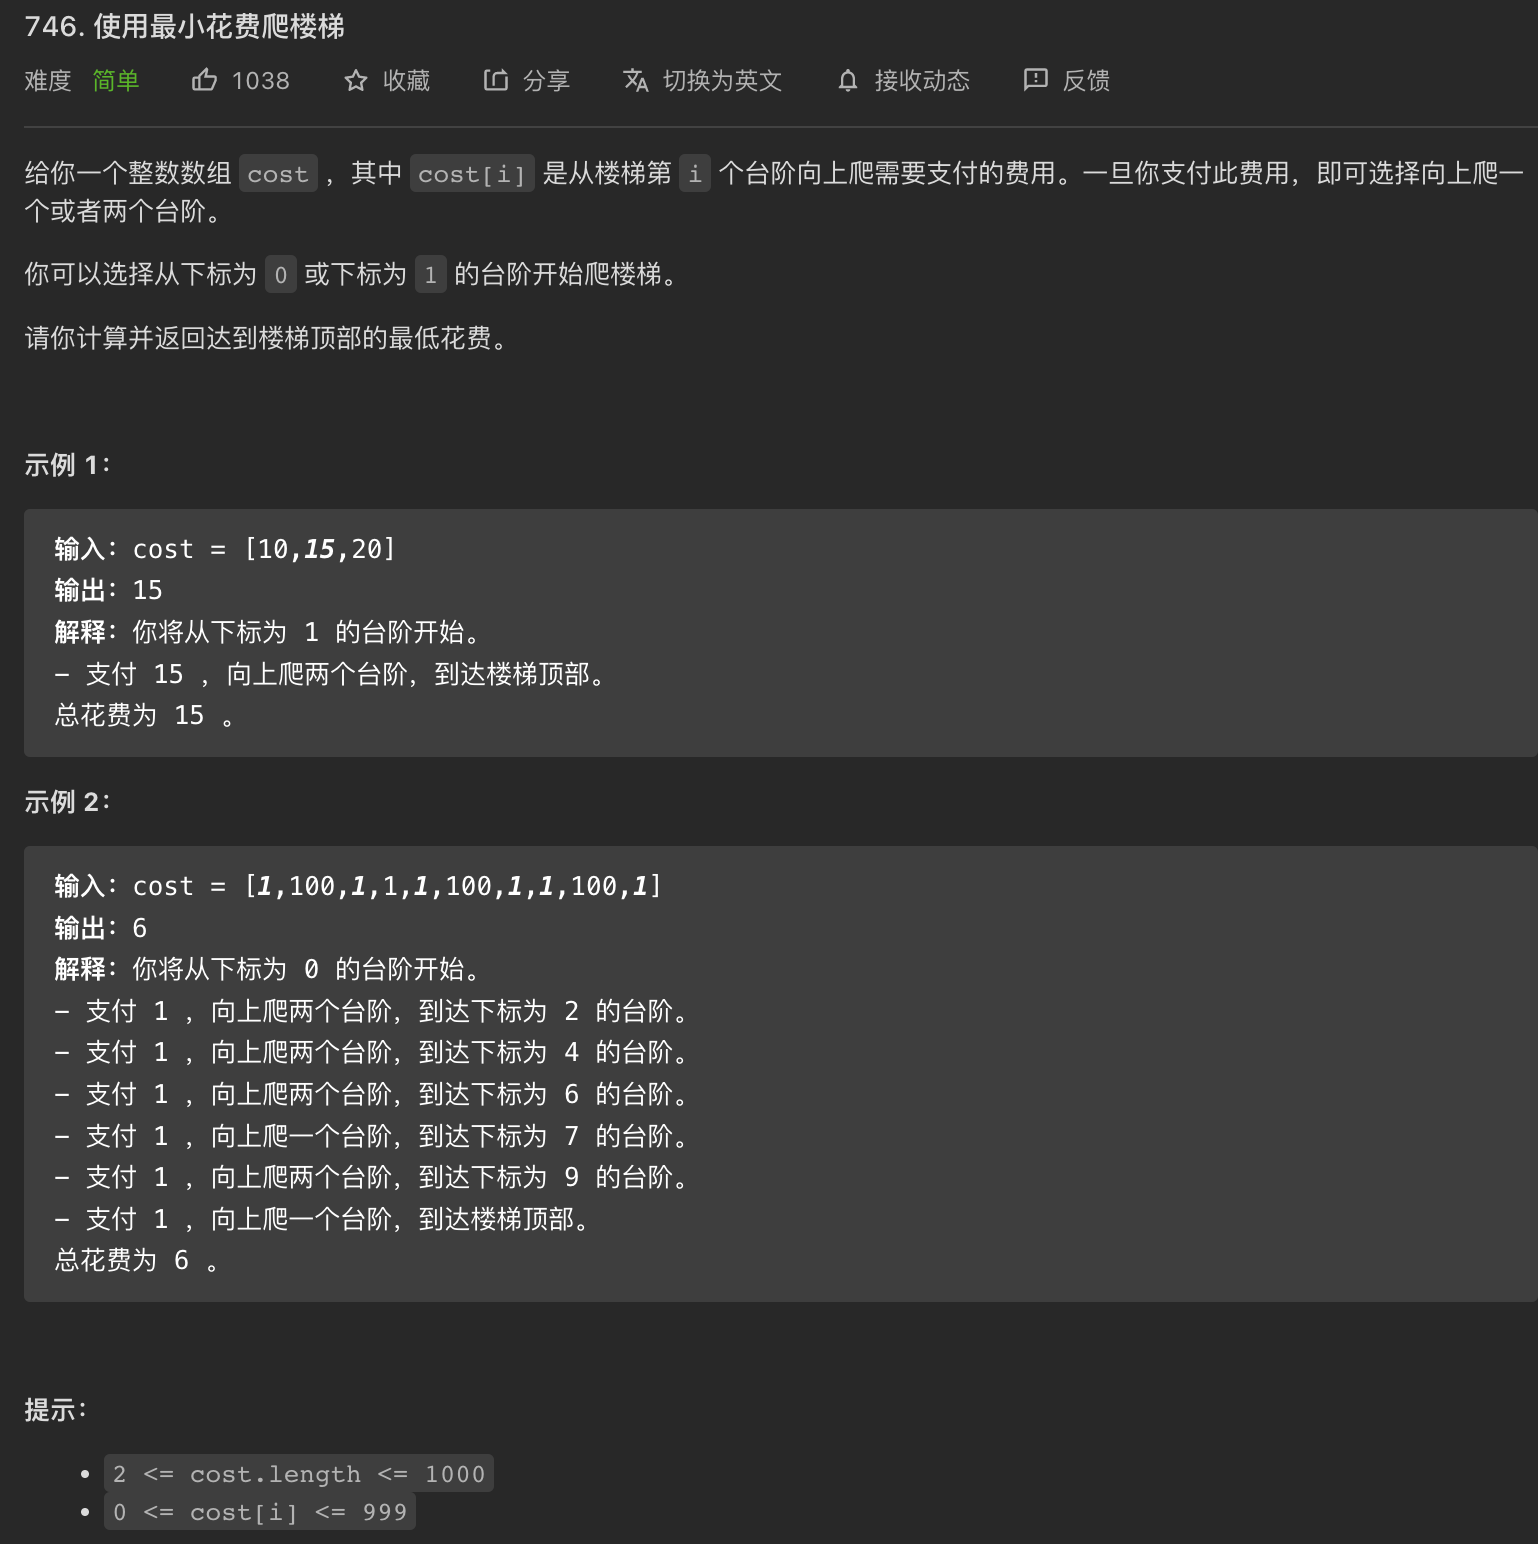 746. 使用最小花费爬楼梯
难度 简单 1038 收藏 分享 切换为英文 接收动态 反馈
给你一个整数数组 cost ，其中 cost[i] 是从楼梯第 i 个台阶向上爬需要支付的费用。一旦你支付此费用，即可选择向上爬一
个或者两个台阶。
你可以选择从下标为 0 或下标为 1 的台阶开始爬楼梯。
请你计算并返回达到楼梯顶部的最低花费。
示例 1：
输入：cost = [10,15,20]
输出：15
解释：你将从下标为 1 的台阶开始。
- 支付 15 ，向上爬两个台阶，到达楼梯顶部。
总花费为 15 。
示例 2：
输入：cost = [1,100,1,1,1,100,1,1,100,1]
输出：6
解释：你将从下标为 0 的台阶开始。
- 支付 1 ，向上爬两个台阶，到达下标为 2 的台阶。
- 支付 1 ，向上爬两个台阶，到达下标为 4 的台阶。
- 支付 1 ，向上爬两个台阶，到达下标为 6 的台阶。
- 支付 1 ，向上爬一个台阶，到达下标为 7 的台阶。
- 支付 1 ，向上爬两个台阶，到达下标为 9 的台阶。
- 支付 1 ，向上爬一个台阶，到达楼梯顶部。
总花费为 6 。
提示：
• 2 <= cost.length <= 1000
• 0 <= cost[i] <= 999